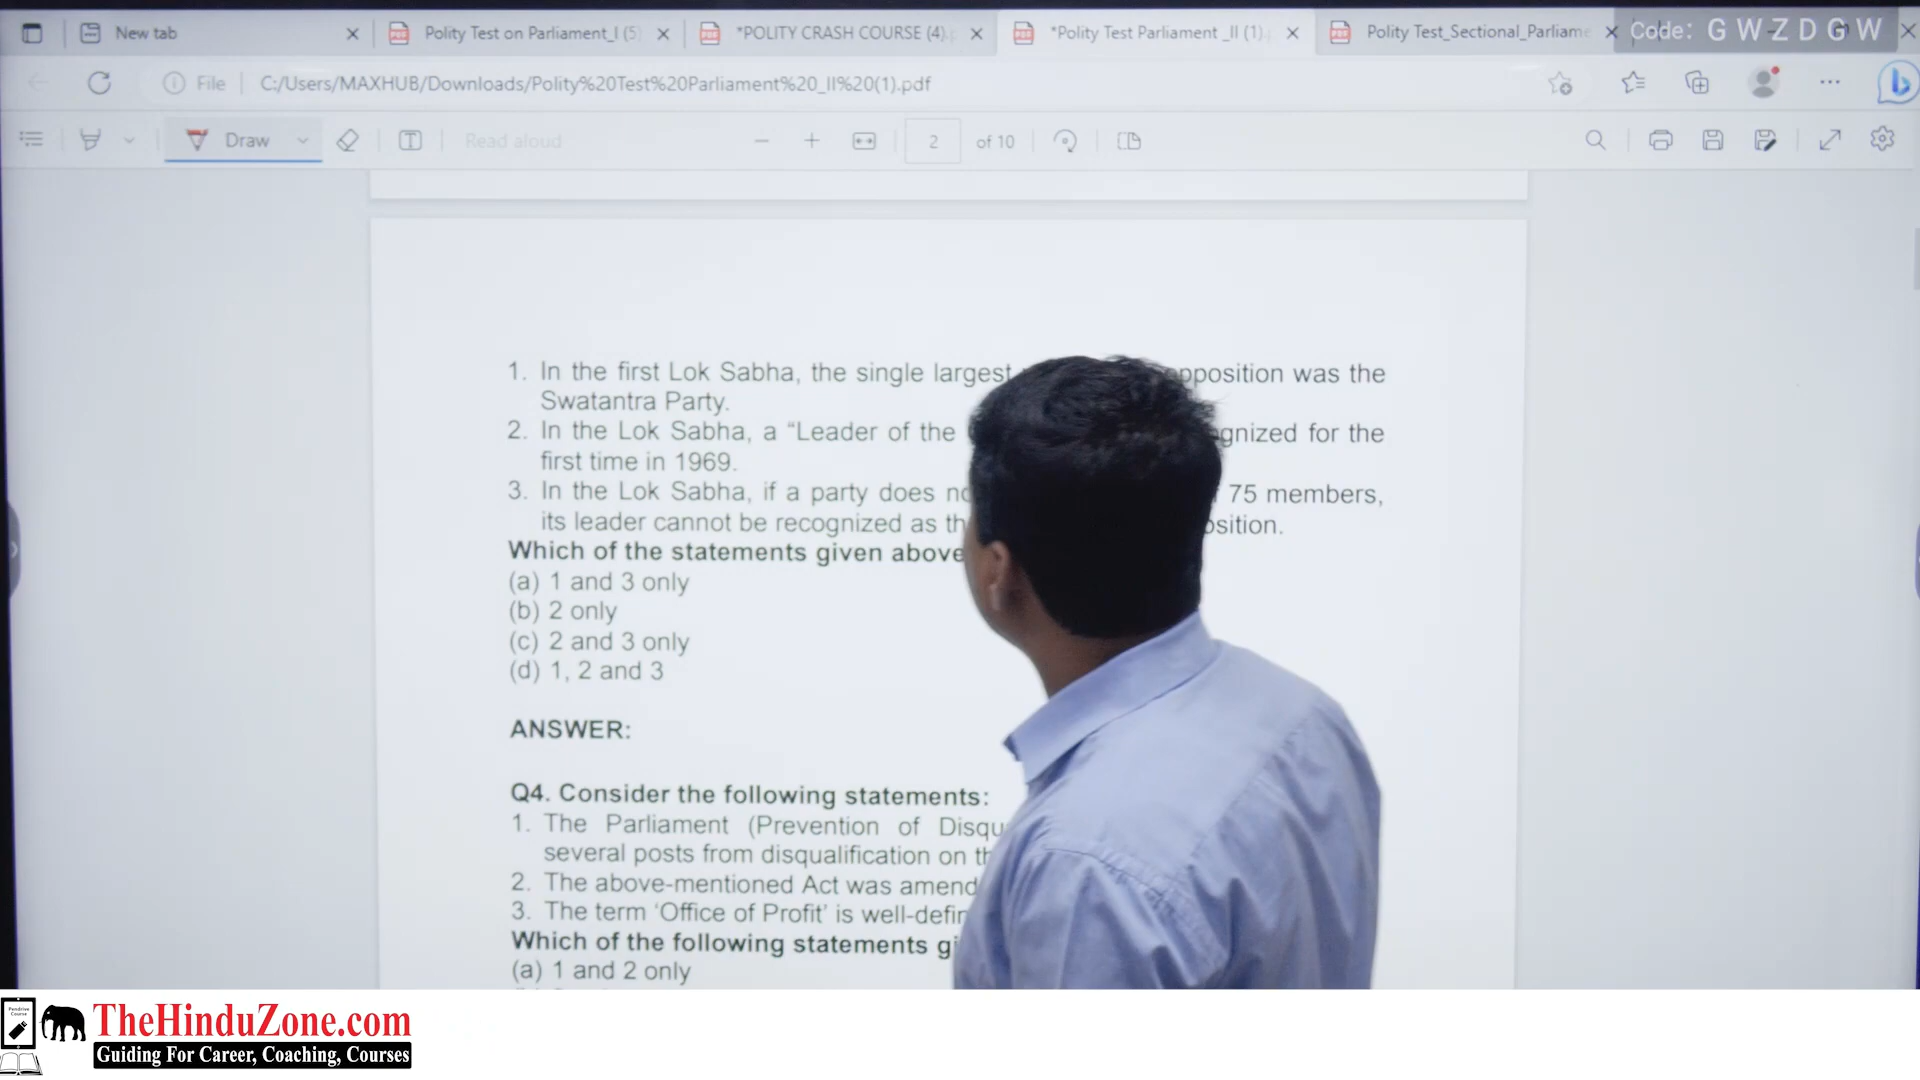 New tab
Polity Test on Parliament_I (5)
*POLITY CRASH COURSE (4).p
*Polity Test Parliament _II (1).
Polity Test_Sectional_Parliame
Code: G W Z D G W
File
C:/Users/MAXHUB/Downloads/Polity%20Test%20Parliament%20_II%20(1).pdf
Draw
Read aloud
2
of 10
1. In the first Lok Sabha, the single largest opposition was the
Swatantra Party.
2. In the Lok Sabha, a “Leader of the gnized for the
first time in 1969.
3. In the Lok Sabha, if a party does 75 members,
its leader cannot be recognized as sition.
Which of the statements given above
(a) 1 and 3 only
(b) 2 only
(c) 2 and 3 only
(d) 1, 2 and 3
ANSWER:
Q4. Consider the following statements:
1. The Parliament (Prevention of Disqu
several posts from disqualification on
2. The above-mentioned Act was amend
3. The term ‘Office of Profit’ is well-defin
Which of the following statements gi
(a) 1 and 2 only
Pendrive
Course
TheHinduZone.com
Guiding For Career, Coaching, Courses